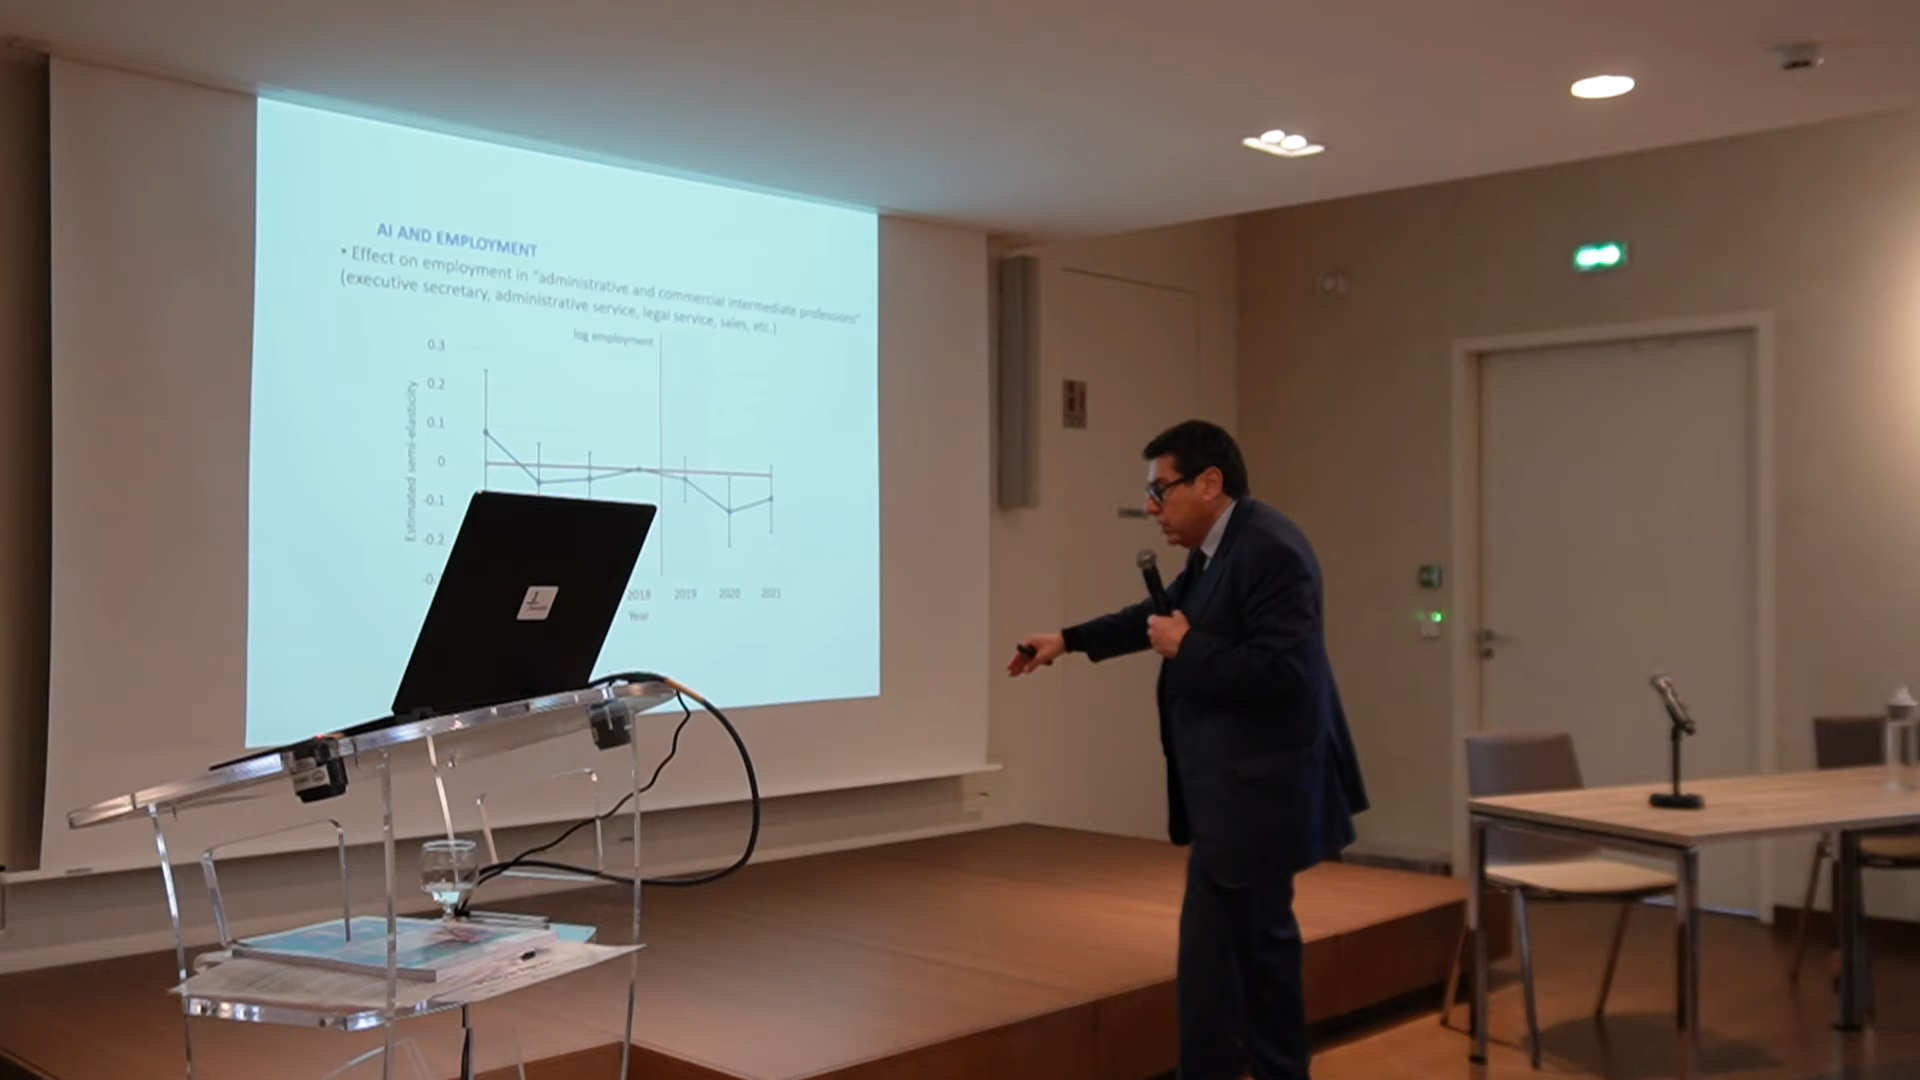 AI AND EMPLOYMENT
• Effect on employment in "administrative and commercial intermediate professions"
(executive secretary, administrative service, legal service, sales, etc.)
log employment
0.3
0.2
0.1
0
-0.1
-0.2
Estimated semi-elasticity
2018 2019 2020 2021
Year